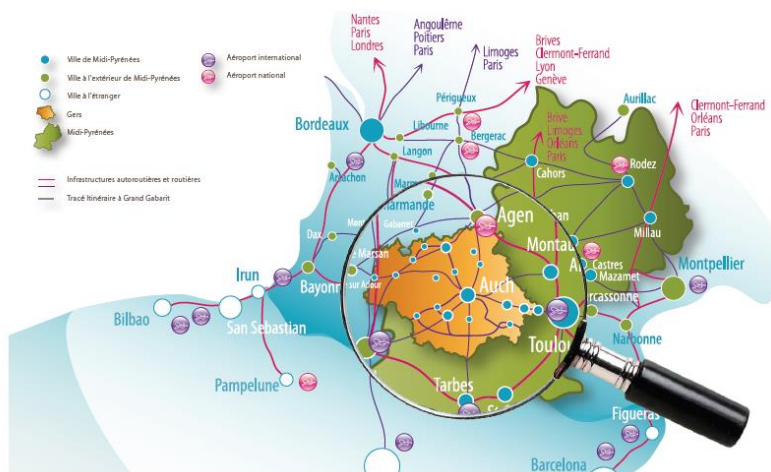 Ville de Midi-Pyrénées
Ville à l'extérieur de Midi-Pyrénées
Ville à l'étranger
Gers
Midi-Pyrénées
Aéroport international
Aéroport national
Infrastructures autoroutières et routières
Tracé Itinéraire à Grand Gabarit
Nantes
Paris
Londres
Angoulême
Poitiers
Paris
Limoges
Paris
Brives
Clermont-Ferrand
Lyon
Genève
Clermont-Ferrand
Orléans
Paris
Périgueux
Aurillac
Bordeaux
Libourne
Bergerac
Brive
Limoges
Orléans
Paris
Langon
Cahors
Rodez
Marmande
Agen
Gabarret
Montau
Millau
Dax
Castres
Mazamet
Montpellier
Irun
Bayonne
Auch
Bilbao
San Sebastian
Toulou
Narbonne
Pampelune
Tarbes
Figueras
Barcelona